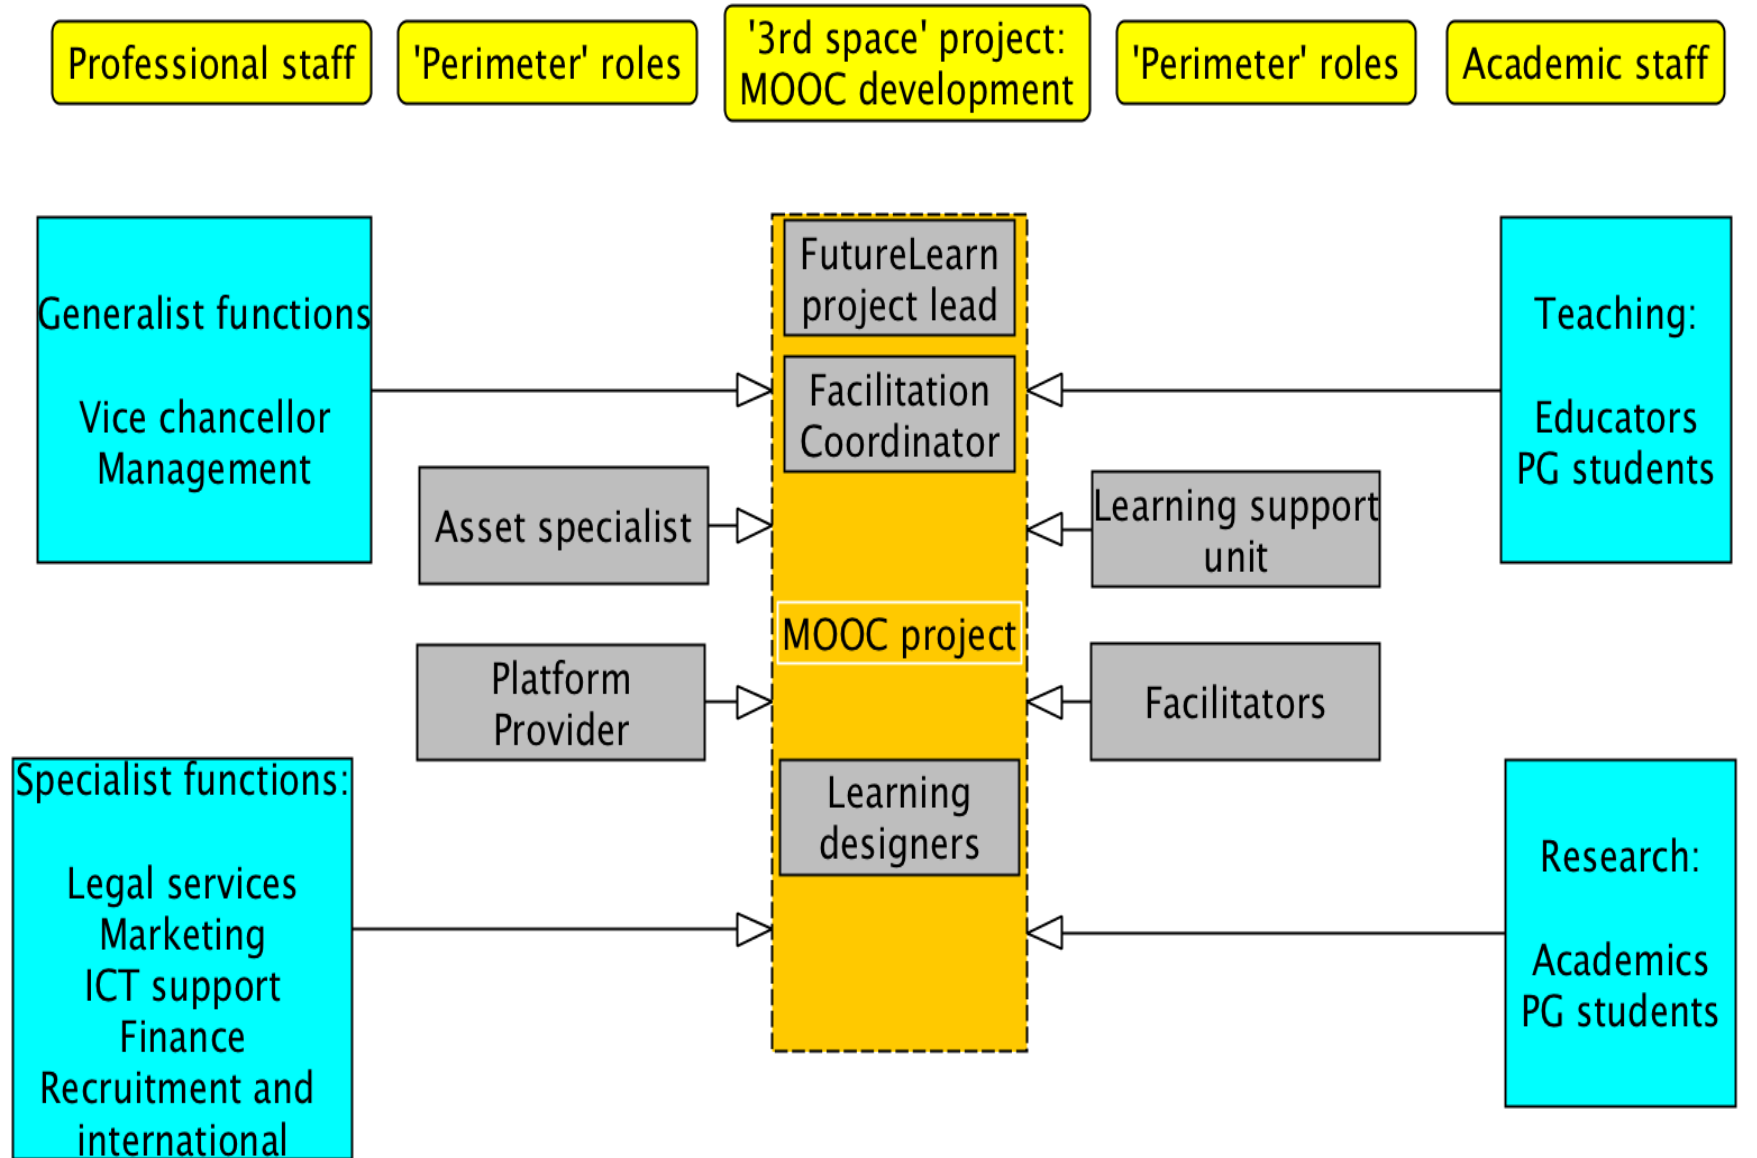 Professional staff
'Perimeter' roles
'3rd space' project:
MOOC development
'Perimeter' roles
Academic staff
Generalist functions
Vice chancellor
Management
Specialist functions:
Legal services
Marketing
ICT support
Finance
Recruitment and
international
Asset specialist
Platform
Provider
FutureLearn
project lead
Facilitation
Coordinator
MOOC project
Learning
designers
Learning support
unit
Facilitators
Teaching:
Educators
PG students
Research:
Academics
PG students